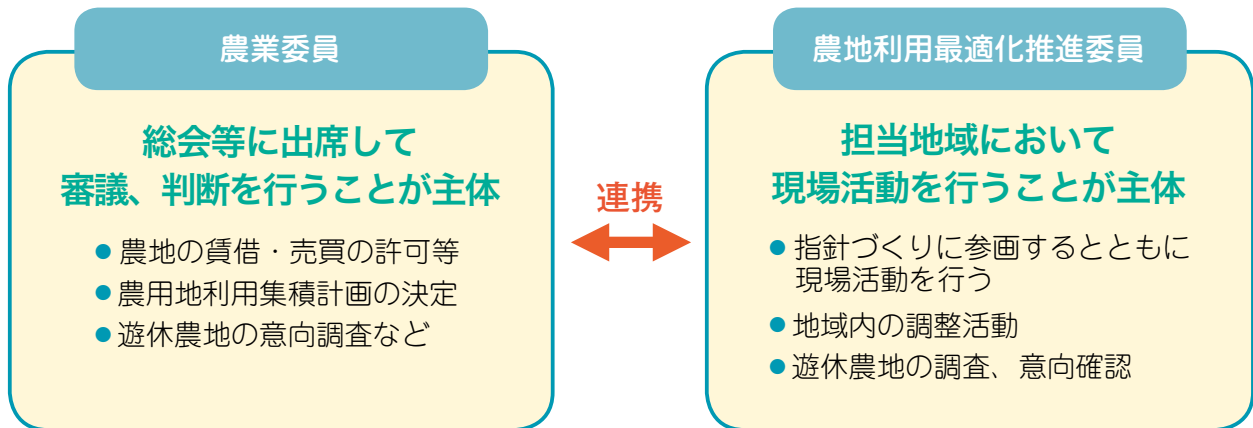 農業委員
総会等に出席して
審議、判断を行うことが主体
●農地の賃借・売買の許可等
●農用地利用集積計画の決定
●遊休農地の意向調査など
連携
農地利用最適化推進委員
担当地域において
現場活動を行うことが主体
●指針づくりに参画するとともに
現場活動を行う
●地域内の調整活動
●遊休農地の調査、意向確認